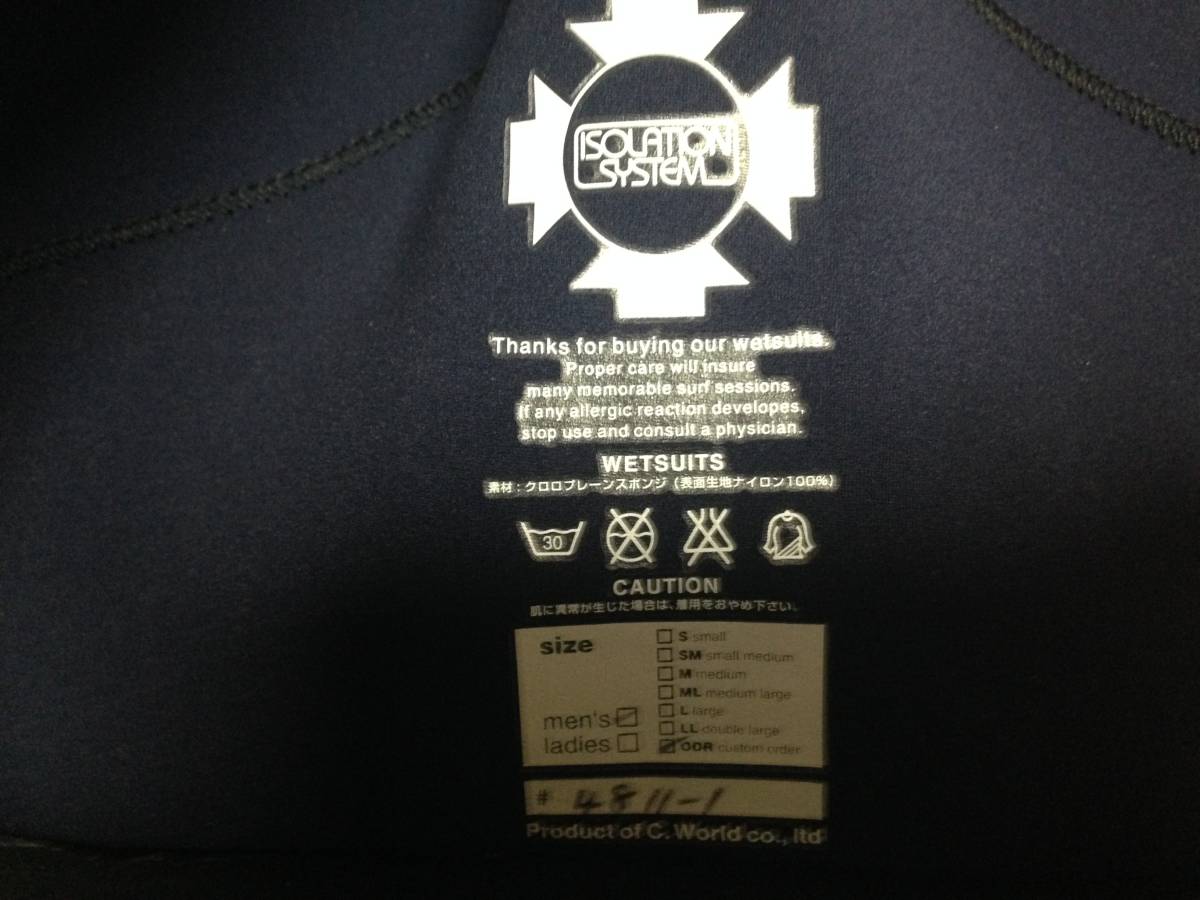 ISOLATION
SYSTEM
Thanks for buying our wetsuits.
Proper care will insure
many memorable surf sessions.
If any allergic reaction developes,
stop use and consult a physician.
WETSUITS
素材:クロロプレーンスポンジ(表面生地ナイロン100%)
30
CAUTION
肌に異常が生じた場合は、着用をおやめ下さい。
size
S small
SM small medium
M medium
ML medium large
L large
LL double large
ODR custom order
men's
ladies
# 4811-1
Product of C. World co., ltd